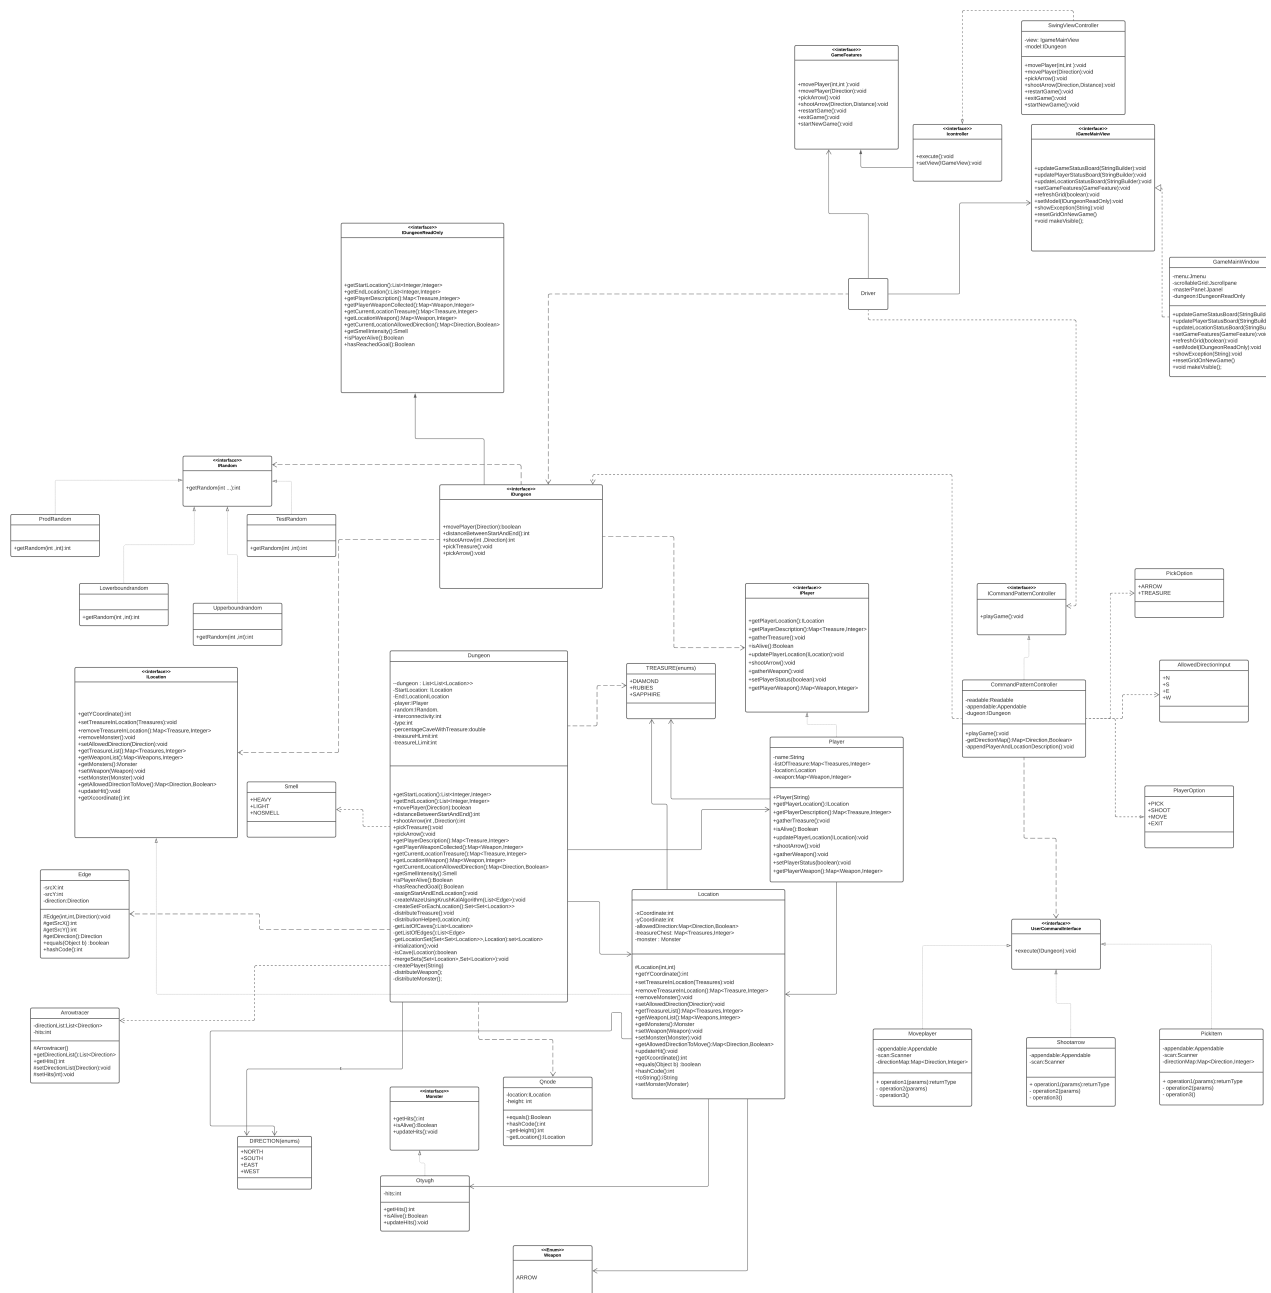 SwingViewController
-view: IgameMainView
-model:IDungeon
+movePlayer(int,int ):void
+movePlayer(Direction):void
+pickArrow():void
+shootArrow(Direction,Distance):void
+restartGame():void
+exitGame():void
+startNewGame():void
<<interface>>
GameFeatures
+movePlayer(int,int ):void
+movePlayer(Direction):void
+pickArrow():void
+shootArrow(Direction,Distance):void
+restartGame():void
+exitGame():void
+startNewGame():void
<<interface>>
Icontroller
+execute():void
+setView(IGameView):void
<<interface>>
IGameMainView
+updateGameStatusBoard(StringBuilder):void
+updatePlayerStatusBoard(StringBuilder):void
+updateLocationStatusBoard(StringBuilder):void
+setGameFeatures(GameFeature):void
+refreshGrid(boolean):void
+setModel(IDungeonReadOnly):void
+showException(String):void
+resetGridOnNewGame()
+void makeVisible();
<<interface>>
IDungeonReadOnly
+getStartLocation():List<Integer,Integer>
+getEndLocation():List<Integer,Integer>
+getPlayerDescription():Map<Treasure,Integer>
+getPlayerWeaponCollected():Map<Weapon,Integer>
+getCurrentLocationTreasure():Map<Treasure,Integer>
+getLocationWeapon():Map<Weapon,Integer>
+getCurrentLocationAllowedDirection():Map<Direction,Boolean>
+getSmellIntensity():Smell
+isPlayerAlive():Boolean
+hasReachedGoal():Boolean
Driver
GameMainWindow
-menu:Jmenu
-scrollableGrid:Jscrollpane
-masterPanel:Jpanel
-dungeon:IDungeonReadOnly
+updateGameStatusBoard(StringBuild
+updatePlayerStatusBoard(StringBuil
+updateLocationStatusBoard(StringBu
+setGameFeatures(GameFeature):voi
+refreshGrid(boolean):void
+setModel(IDungeonReadOnly):void
+showException(String):void
+resetGridOnNewGame()
+void makeVisible();
<<interface>>
IRandom
+getRandom(int ...):int
ProdRandom
+getRandom(int ,int):int
TestRandom
+getRandom(int ,int):int
Lowerboundrandom
+getRandom(int ,int):int
Upperboundrandom
+getRandom(int ,int):int
<<interface>>
IDungeon
+movePlayer(Direction):boolean
+distanceBetweenStartAndEnd():int
+shootArrow(int ,Direction):int
+pickTreasure():void
+pickArrow():void
<<interface>>
IPlayer
+getPlayerLocation():ILocation
+getPlayerDescription():Map<Treasure,Integer>
+gatherTreasure():void
+isAlive():Boolean
+updatePlayerLocation(ILocation):void
+shootArrow():void
+gatherWeapon():void
+setPlayerStatus(boolean):void
+getPlayerWeapon():Map<Weapon,Integer>
<<interface>>
ICommandPatternController
+playGame():void
PickOption
+ARROW
+TREASURE
AllowedDirectionInput
+N
+S
+E
+W
CommandPatternController
-readable:Readable
-appendable:Appendable
-dugeon:IDungeon
+playGame():void
-getDirectionMap():Map<Direction,Boolean>
-appendPlayerAndLocationDescription():void
PlayerOption
+PICK
+SHOOT
+MOVE
+EXIT
<<interface>>
ILocation
+getYCoordinate():int
+setTreasureInLocation(Treasures):void
+removeTreasureInLocation():Map<Treasure,Integer>
+removeMonster():void
+setAllowedDirection(Direction):void
+getTreasureList():Map<Treasures,Integer>
+getWeaponList():Map<Weapons,Integer>
+getMonsters():Monster
+setWeapon(Weapon):void
+setMonster(Monster):void
+getAllowedDirectionToMove():Map<Direction,Boolean>
+updateHit():void
+getXcoordinate():int
Dungeon
--dungeon : List<List<Location>>
-StartLocation: ILocation
-End:LocationILocation
-player:IPlayer
-random:IRandom.
-interconnectivity:int
-type:int
-percentageCaveWithTreasure:double
-treasureHLimit:int
-treasureLLimit:int
+getStartLocation():List<Integer,Integer>
+getEndLocation():List<Integer,Integer>
+movePlayer(Direction):boolean
+distanceBetweenStartAndEnd():int
+shootArrow(int ,Direction):int
+pickTreasure():void
+pickArrow():void
+getPlayerDescription():Map<Treasure,Integer>
+getPlayerWeaponCollected():Map<Weapon,Integer>
+getCurrentLocationTreasure():Map<Treasure,Integer>
+getLocationWeapon():Map<Weapon,Integer>
+getCurrentLocationAllowedDirection():Map<Direction,Boolean>
+getSmellIntensity():Smell
+isPlayerAlive():Boolean
+hasReachedGoal():Boolean
-assignStartAndEndLocation():void
-createMazeUsingKrushKalAlgorithm(List<Edge>):void
-createSetForEachLocation():Set<Set<Location>>
-distributeTreasure():void
-distributionHelper(Location,int):
-getListOfCaves():List<Location>
-getListOfEdges():List<Edge>
-getLocationSet(Set<Set<Location>>,Location):set<Location>
-initialization():void
-isCave(Location):boolean
-mergeSets(Set<Location>,Set<Location>):void
-createPlayer(String)
-distributeWeapon();
-distributeMonster();
TREASURE(enums)
+DIAMOND
+RUBIES
+SAPPHIRE
Player
-name:String
-listOfTreasure:Map<Treasures,Integer>
-location:Location
-weapon:Map<Weapon,Integer>
+Player(String)
+getPlayerLocation():ILocation
+getPlayerDescription():Map<Treasure,Integer>
+gatherTreasure():void
+isAlive():Boolean
+updatePlayerLocation(ILocation):void
+shootArrow():void
+gatherWeapon():void
+setPlayerStatus(boolean):void
+getPlayerWeapon():Map<Weapon,Integer>
Smell
+HEAVY
+LIGHT
+NOSMELL
Edge
-srcX:int
-srcY:int
-direction:Direction
#Edge(int,int,Direction):void
#getSrcX():int
#getSrcY():int
#getDirection():Direction
+equals(Object b) :boolean
+hashCode():int
Location
-xCoordinate:int
-yCoordinate:int
-allowedDirection:Map<Direction,Boolean>
-treasureChest :Map<Treasures,Integer>
-monster : Monster
#Location(int,int)
+getYCoordinate():int
+setTreasureInLocation(Treasures):void
+removeTreasureInLocation():Map<Treasure,Integer>
+removeMonster():void
+setAllowedDirection(Direction):void
+getTreasureList():Map<Treasures,Integer>
+getWeaponList():Map<Weapons,Integer>
+getMonsters():Monster
+setWeapon(Weapon):void
+setMonster(Monster):void
+getAllowedDirectionToMove():Map<Direction,Boolean>
+updateHit():void
+getXcoordinate():int
+equals(Object b) :boolean
+hashCode():int
+toString():String
+setMonster(Monster)
<<interface>>
UserCommandInterface
+execute(IDungeon):void
Arrowtracer
-directionList:List<Direction>
-hits:int
#Arrowtracer()
+getDirectionList():List<Direction>
+getHits():int
#setDirectionList(Direction):void
#setHits(int):void
Moveplayer
-appendable:Appendable
-scan:Scanner
-directionMap:Map<Direction,Integer>
+ operation1(params):returnType
- operation2(params)
- operation3()
Shootarrow
-appendable:Appendable
-scan:Scanner
+ operation1(params):returnType
- operation2(params)
- operation3()
PickItem
-appendable:Appendable
-scan:Scanner
directionMap:Map<Direction,Integer>
+ operation1(params):returnType
- operation2(params)
- operation3()
<<interface>>
Monster
+getHits():int
+isAlive():Boolean
+updateHits():void
Qnode
-location:ILocation
-height: int
+equals():Boolean
+hashCode():int
~getHeight():int
~getLocation():ILocation
DIRECTION(enums)
+NORTH
+SOUTH
+EAST
+WEST
Otyugh
-hits:int
+getHits():int
+isAlive():Boolean
+updateHits():void
<<Enum>>
Weapon
ARROW